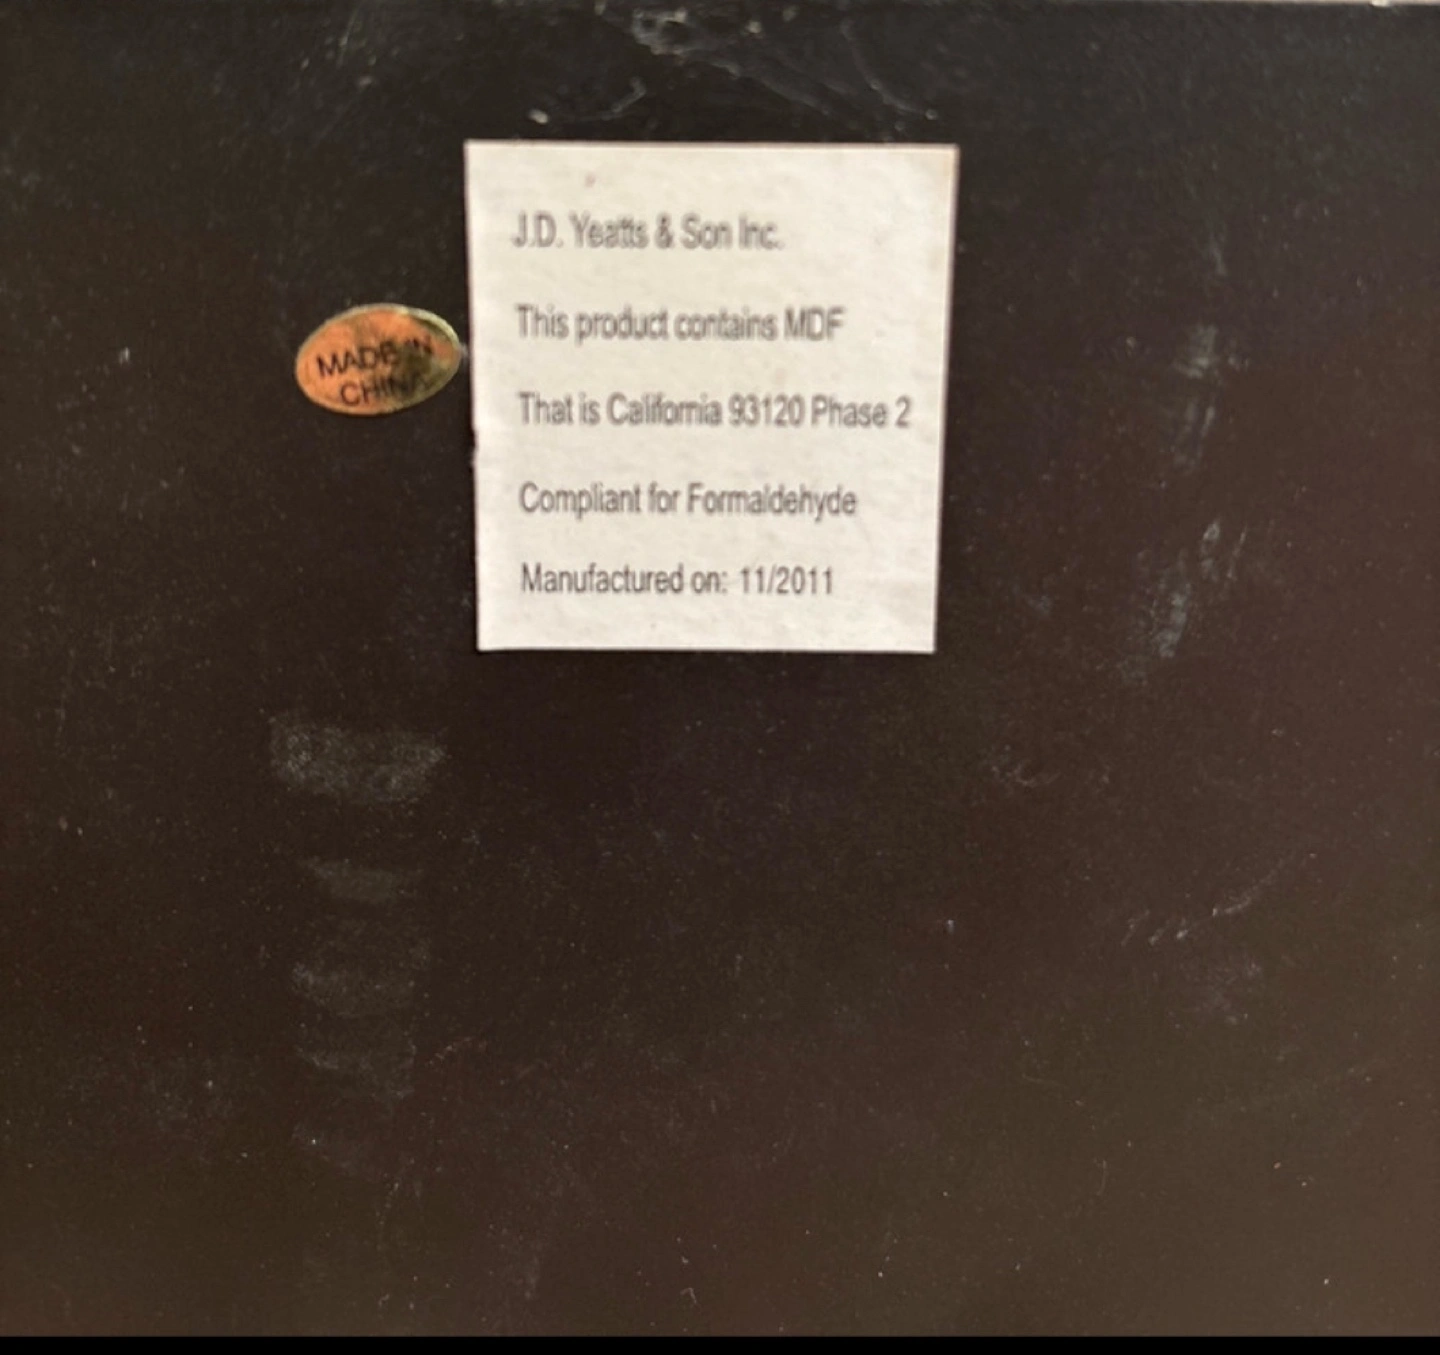 J.D. Yeatts & Son Inc.
This product contains MDF
That is California 93120 Phase 2
Compliant for Formaldehyde
Manufactured on: 11/2011
MADE IN
CHINA